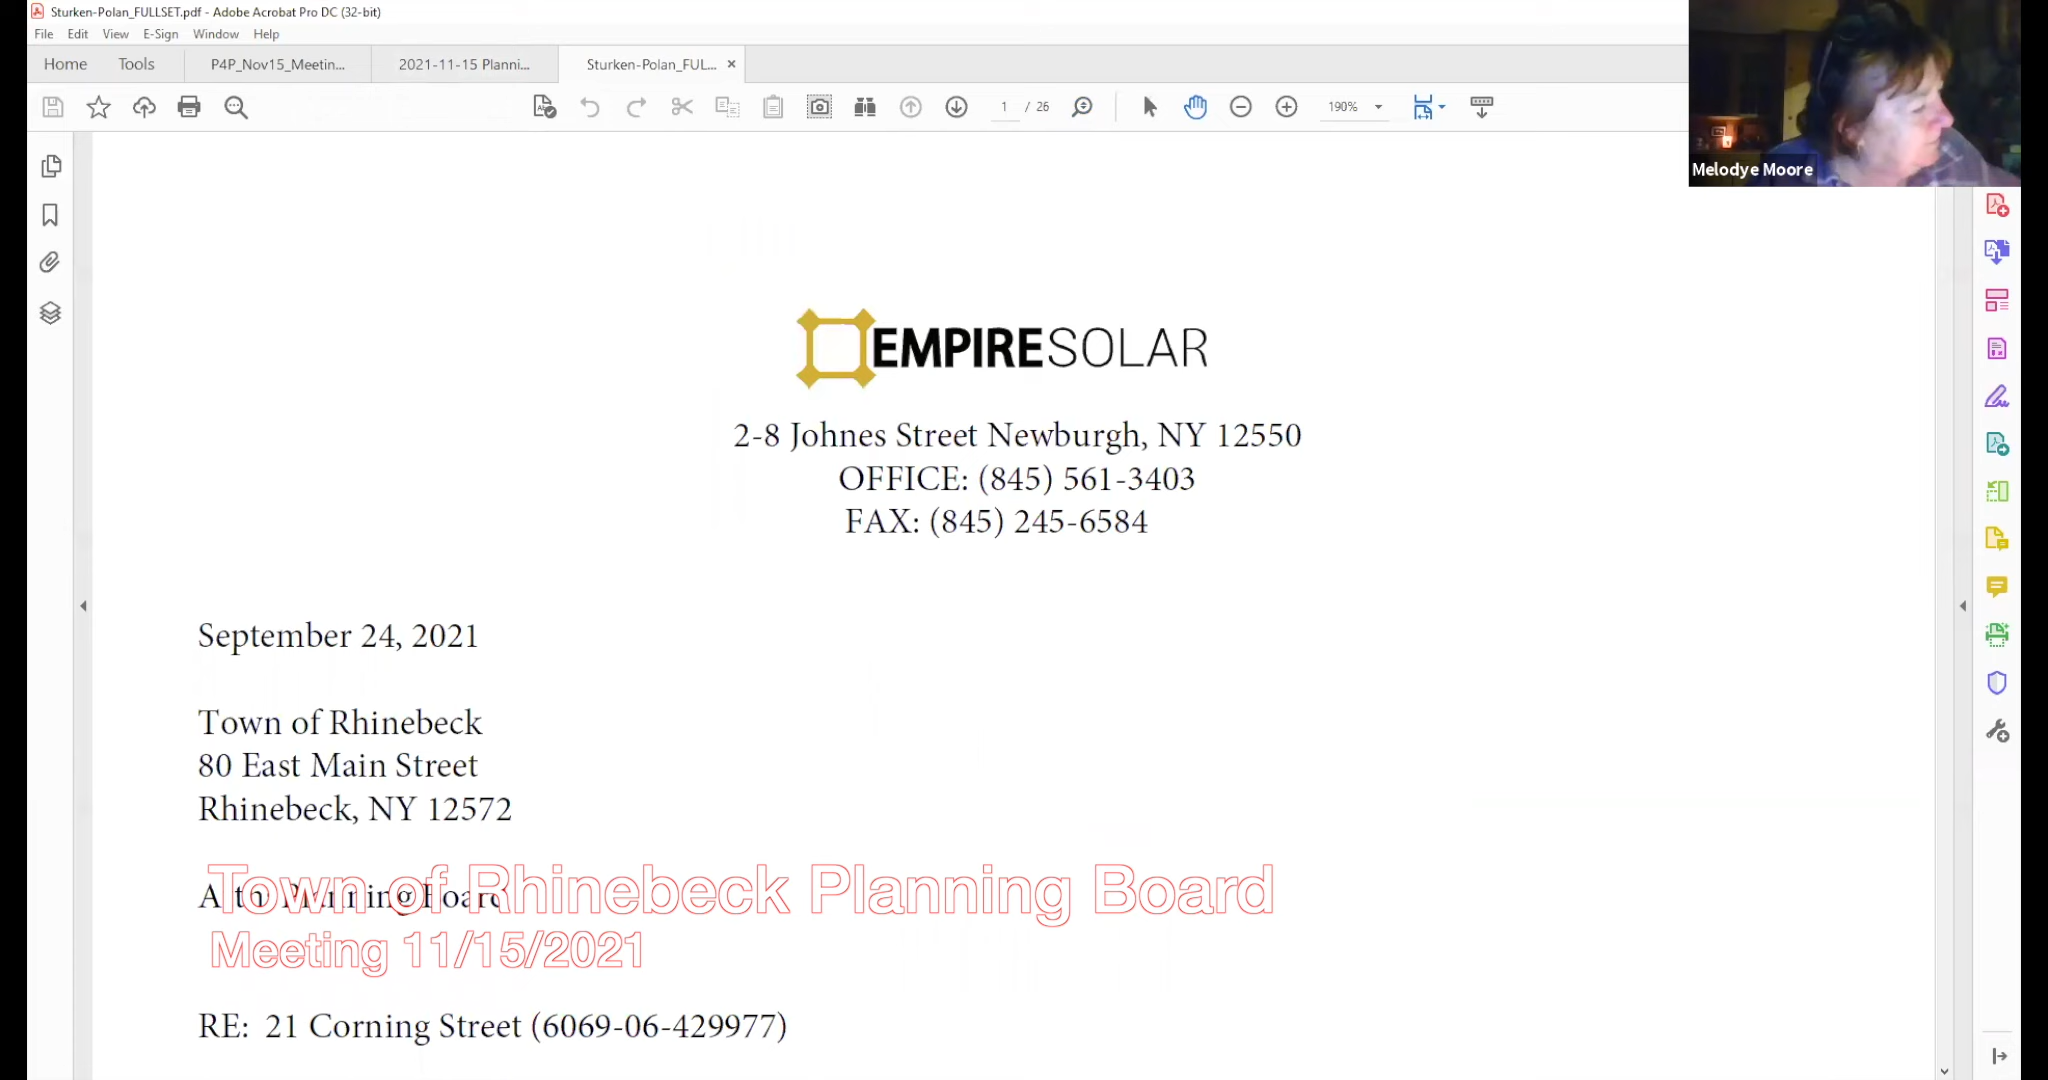 Sturken-Polan_FULLSET.pdf - Adobe Acrobat Pro DC (32-bit)
File Edit View E-Sign Window Help
Home Tools P4P_Nov15_Meetin... 2021-11-15 Planni... Sturken-Polan_FUL... ×
1 / 26 190%
Melodye Moore
EMPIRESOLAR
2-8 Johnes Street Newburgh, NY 12550
OFFICE: (845) 561-3403
FAX: (845) 245-6584
September 24, 2021
Town of Rhinebeck
80 East Main Street
Rhinebeck, NY 12572
Planning Board
Town of Rhinebeck Planning Board
Meeting 11/15/2021
RE: 21 Corning Street (6069-06-429977)